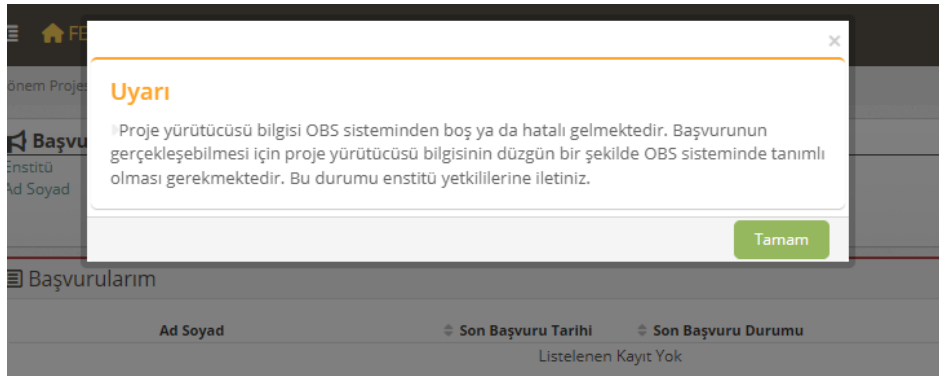 FE
×
önem Projes
Uyarı
Proje yürütücüsü bilgisi OBS sisteminden boş ya da hatalı gelmektedir. Başvurunun
gerçekleşebilmesi için proje yürütücüsü bilgisinin düzgün bir şekilde OBS sisteminde tanımlı
olması gerekmektedir. Bu durumu enstitü yetkililerine iletiniz.
Başvu
Enstitü
Ad Soyad
Tamam
Başvurularım
Ad Soyad Son Başvuru Tarihi Son Başvuru Durumu
Listelenen Kayıt Yok